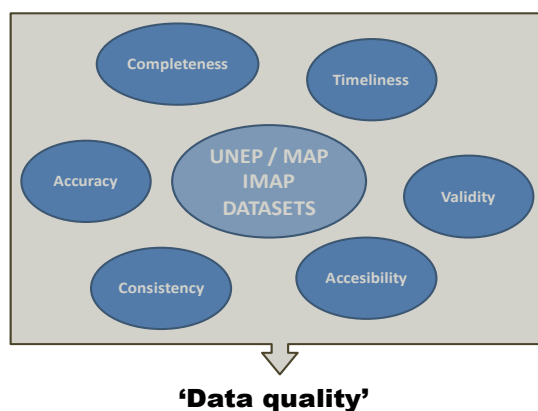 Completeness
Timeliness
UNEP / MAP
IMAP
DATASETS
Accuracy
Validity
Consistency
Accesibility
‘Data quality’